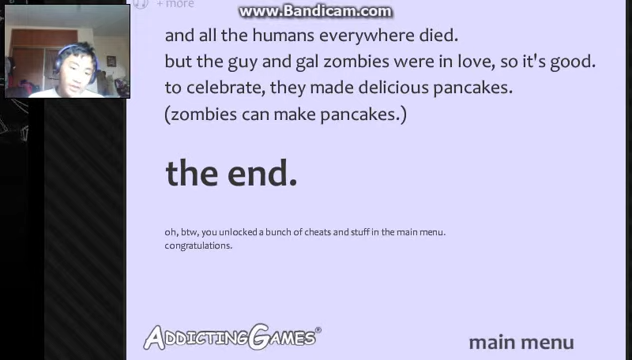 + more
www.Bandicam.com
and all the humans everywhere died.
but the guy and gal zombies were in love, so it's good.
to celebrate, they made delicious pancakes.
(zombies can make pancakes.)
the end.
oh, btw, you unlocked a bunch of cheats and stuff in the main menu.
congratulations.
AddictingGames®
main menu